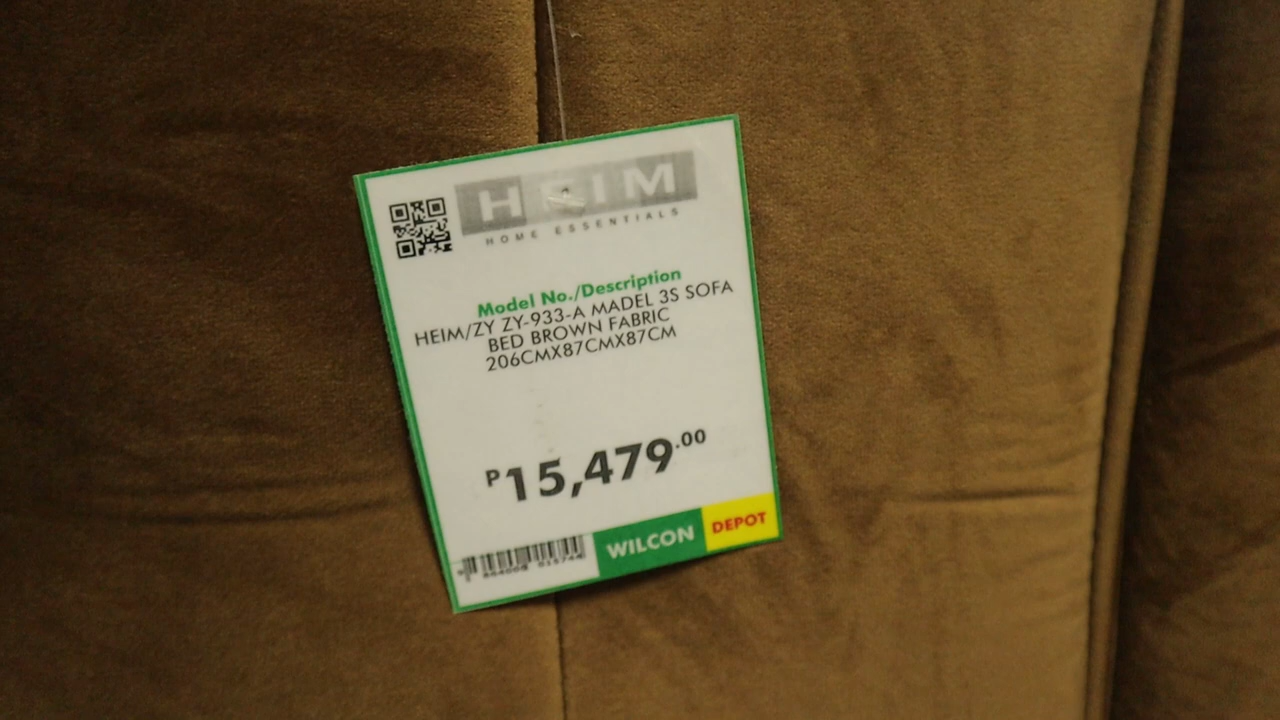 HEIM
HOME ESSENTIALS
Model No./Description
HEIM/ZY ZY-933-A MADEL 3S SOFA
BED BROWN FABRIC
206CMX87CMX87CM
₱15,479.00
WILCON DEPOT